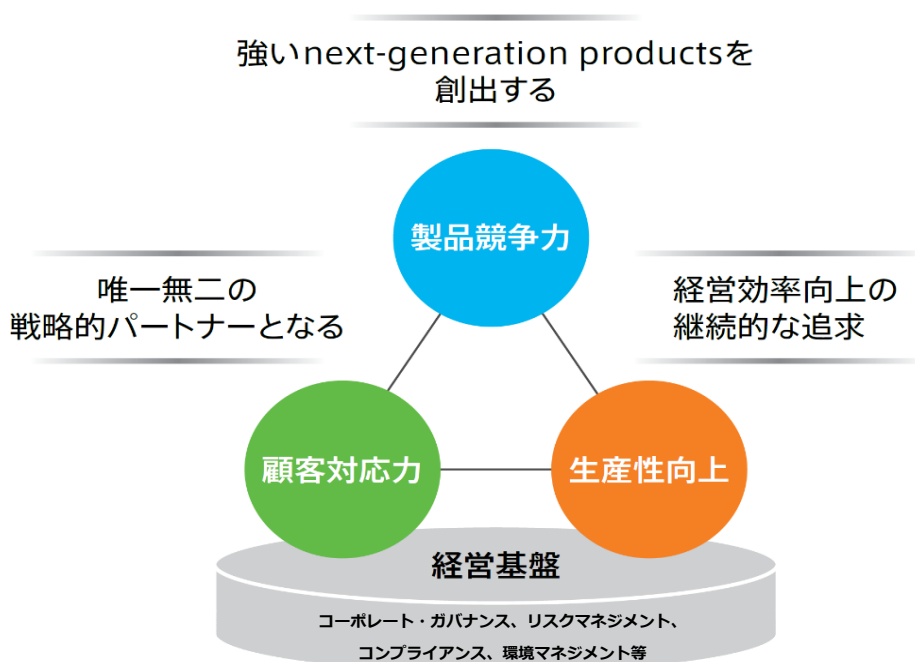 強いnext-generation productsを
創出する
製品競争力
唯一無二の
戦略的パートナーとなる
経営効率向上の
継続的な追求
顧客対応力
生産性向上
経営基盤
コーポレート・ガバナンス、リスクマネジメント、
コンプライアンス、環境マネジメント等